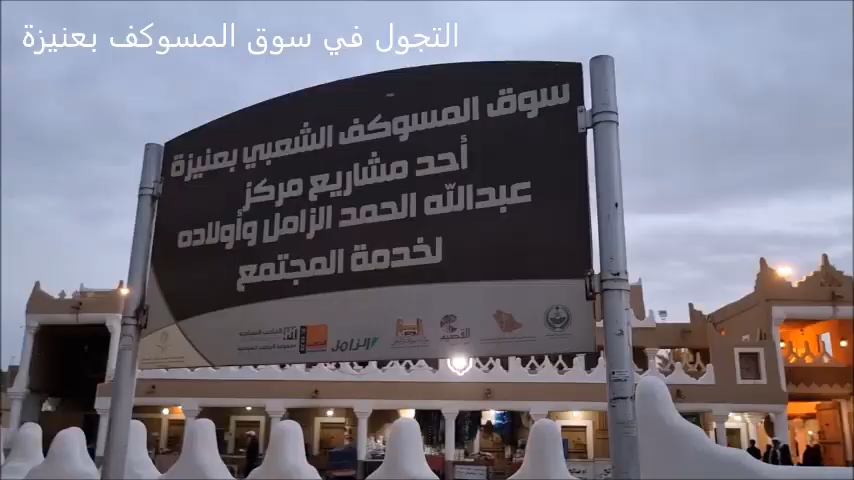 التجول في سوق المسوكف بعنيزة
سوق المسوكف الشعبي بعنيزة
أحد مشاريع مركز
عبدالله الحمد الزامل وأولاده
لخدمة المجتمع
الزامل
القصيم